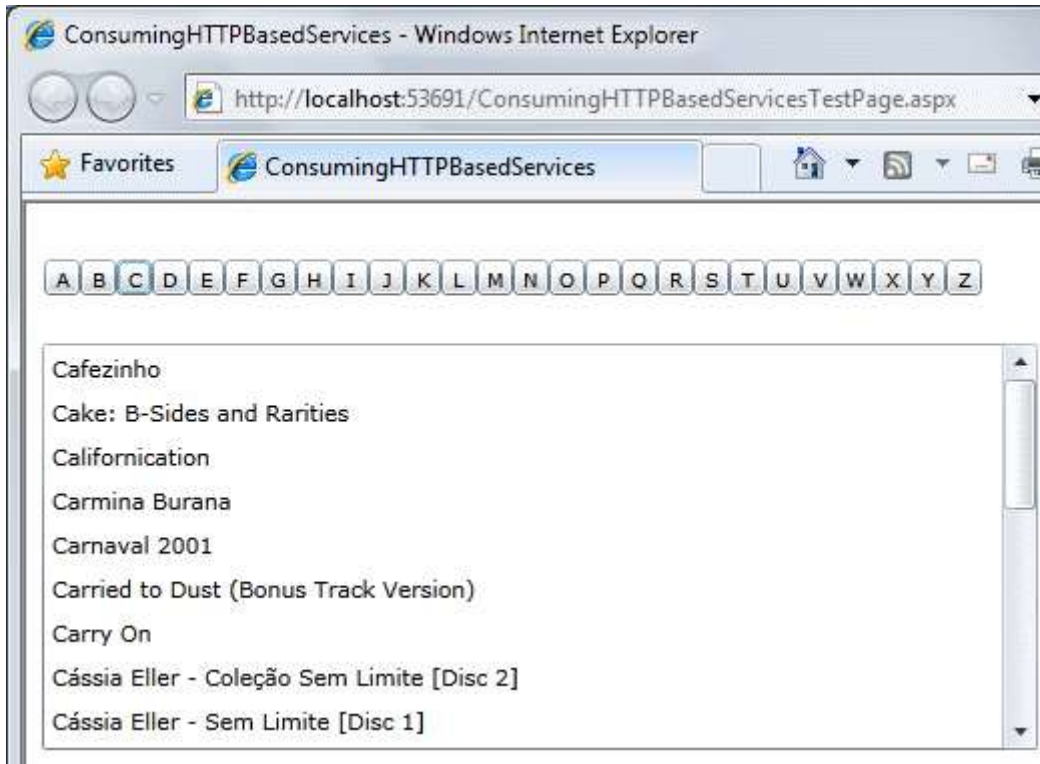 ConsumingHTTPBasedServices - Windows Internet Explorer
http://localhost:53691/ConsumingHTTPBasedServicesTestPage.aspx
Favorites ConsumingHTTPBasedServices
A B C D E F G H I J K L M N O P Q R S T U V W X Y Z
Cafezinho
Cake: B-Sides and Rarities
Californication
Carmina Burana
Carnaval 2001
Carried to Dust (Bonus Track Version)
Carry On
Cássia Eller - Coleção Sem Limite [Disc 2]
Cássia Eller - Sem Limite [Disc 1]